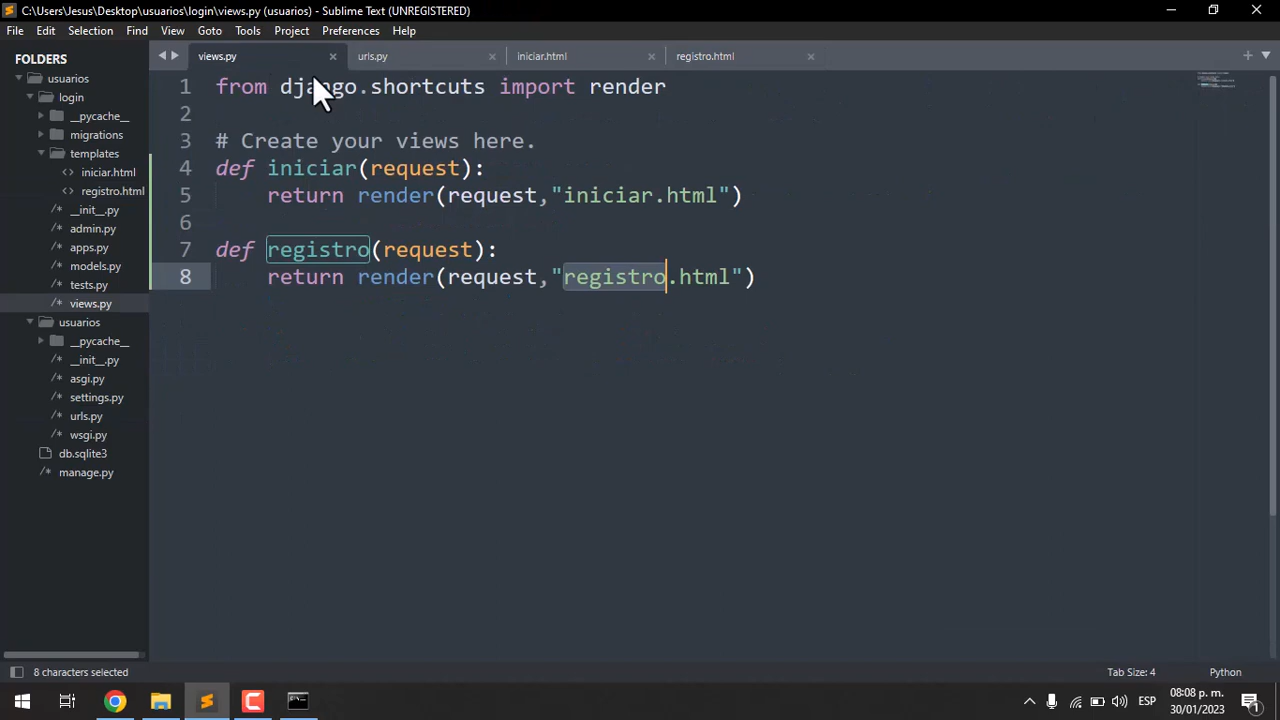 C:\Users\Jesus\Desktop\usuarios\login\views.py (usuarios) - Sublime Text (UNREGISTERED)
File Edit Selection Find View Goto Tools Project Preferences Help
FOLDERS
usuarios
login
__pycache__
migrations
templates
iniciar.html
registro.html
__init__.py
admin.py
apps.py
models.py
tests.py
views.py
usuarios
__pycache__
__init__.py
asgi.py
settings.py
urls.py
wsgi.py
db.sqlite3
manage.py
views.py urls.py iniciar.html registro.html
1 from django.shortcuts import render
2
3 # Create your views here.
4 def iniciar(request):
5 return render(request,"iniciar.html")
6
7 def registro(request):
8 return render(request,"registro.html")
8 characters selected
Tab Size: 4 Python
ESP
08:08 p. m.
30/01/2023
1